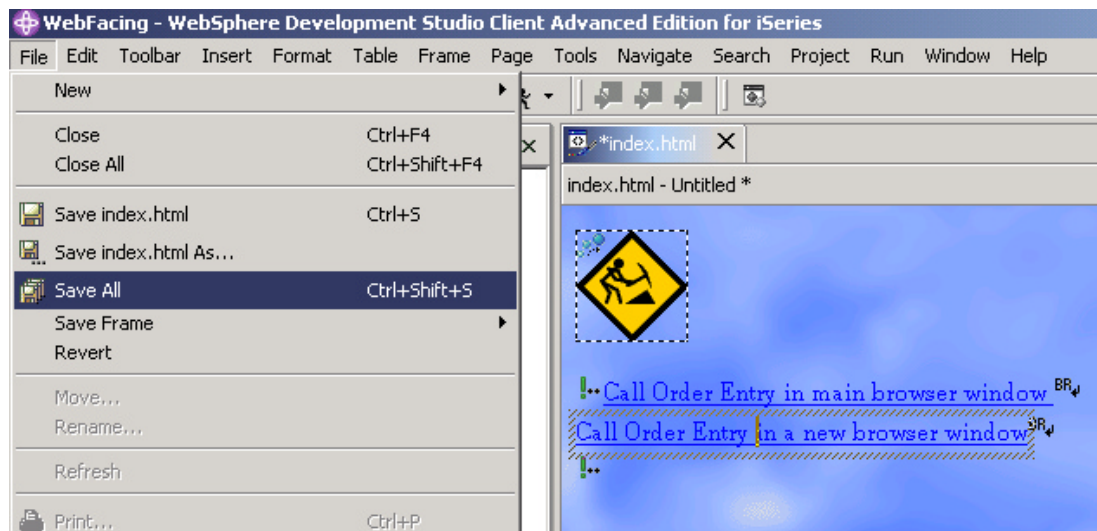 WebFacing - WebSphere Development Studio Client Advanced Edition for iSeries
File Edit Toolbar Insert Format Table Frame Page Tools Navigate Search Project Run Window Help
New
Close Ctrl+F4
Close All Ctrl+Shift+F4
Save index.html Ctrl+S
Save index.html As...
Save All Ctrl+Shift+S
Save Frame
Revert
Move...
Rename...
Refresh
Print... Ctrl+P
*index.html
index.html - Untitled *
Call Order Entry in main browser window BR
Call Order Entry in a new browser window BR